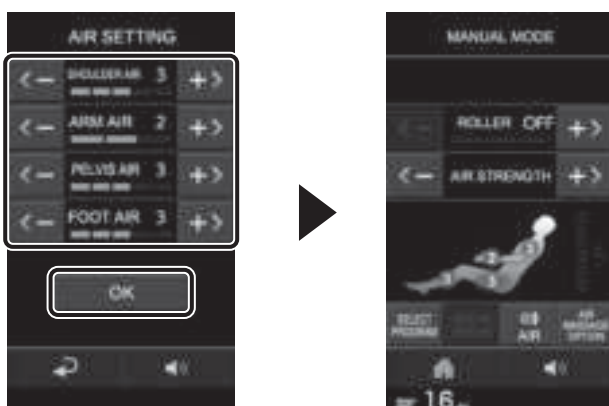 AIR SETTING
SHOULDER AIR 3
ARM AIR 2
PELVIS AIR 3
FOOT AIR 3
OK
MANUAL MODE
ROLLER OFF
AIR STRENGTH
SELECT PROGRAM
AIR
AIR MASSAGE OPTION
16